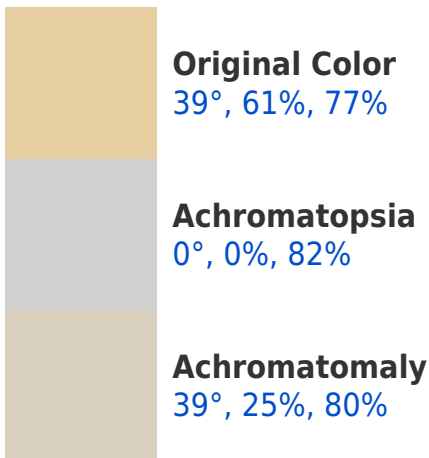 Original Color
39°, 61%, 77%
Achromatopsia
0°, 0%, 82%
Achromatomaly
39°, 25%, 80%